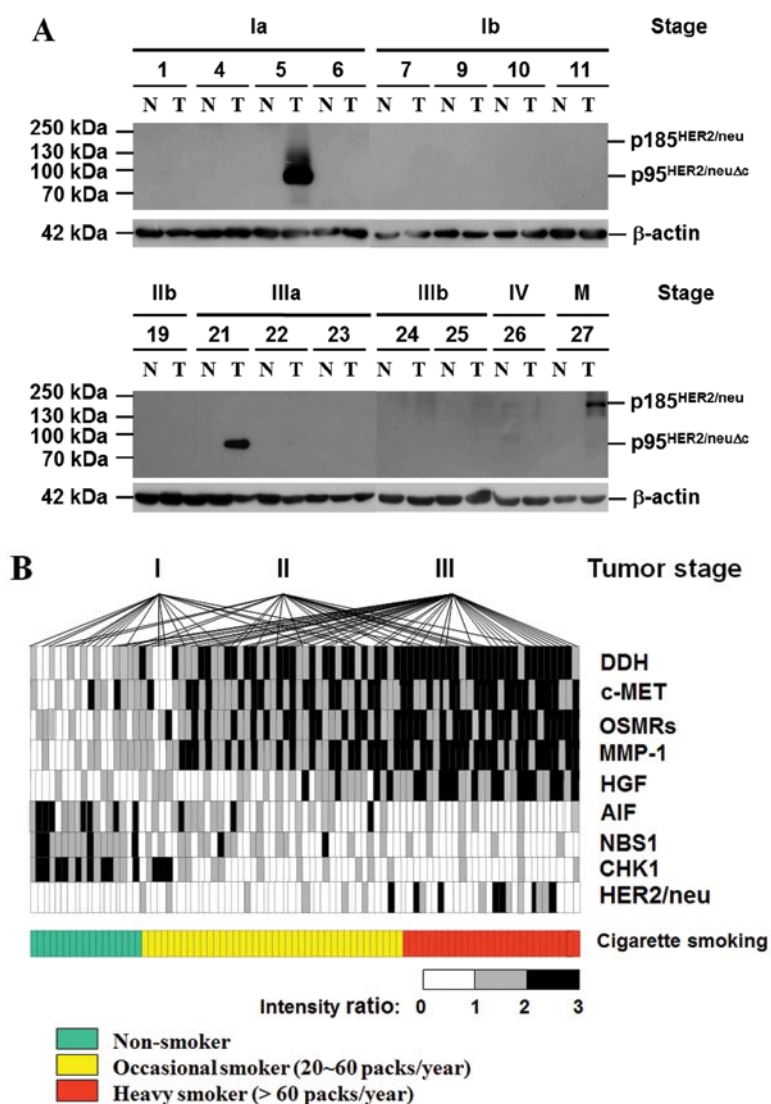 A
Ia Ib Stage
1 4 5 6 7 9 10 11
N T N T N T N T N T N T N T N T
250 kDa
130 kDa
100 kDa
70 kDa
p185HER2/neu
p95HER2/neuΔc
42 kDa
β-actin
IIb IIIa IIIb IV M Stage
19 21 22 23 24 25 26 27
N T N T N T N T N T N T N T N T
250 kDa
130 kDa
100 kDa
70 kDa
p185HER2/neu
p95HER2/neuΔc
42 kDa
β-actin
B
I II III Tumor stage
DDH
c-MET
OSMRs
MMP-1
HGF
AIF
NBS1
CHK1
HER2/neu
Cigarette smoking
Intensity ratio: 0 1 2 3
Non-smoker
Occasional smoker (20~60 packs/year)
Heavy smoker (> 60 packs/year)